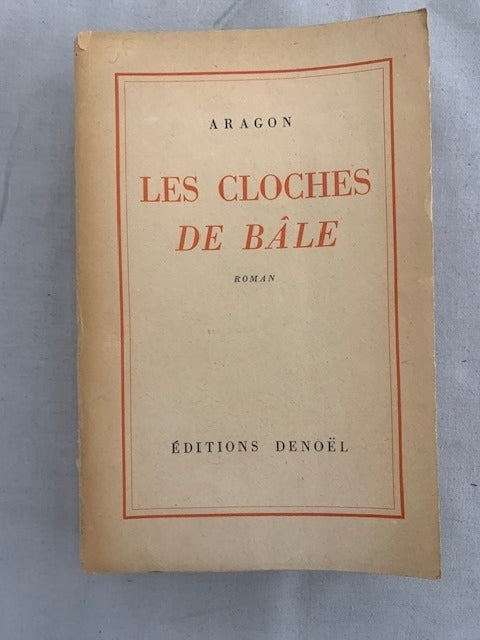 ARAGON
LES CLOCHES
DE BÂLE
ROMAN
ÉDITIONS DENOËL